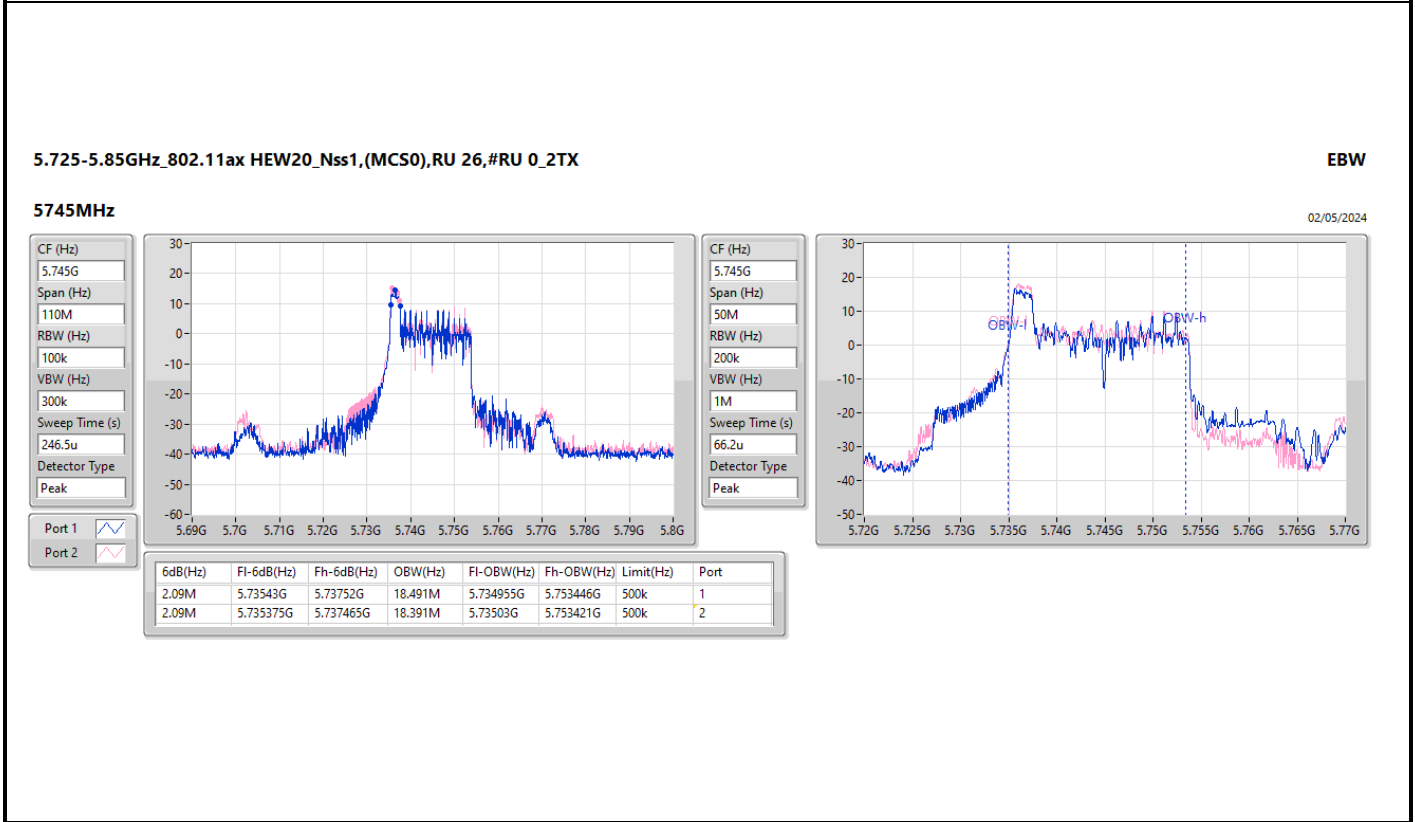 5.725-5.85GHz_802.11ax HEW20_Nss1,(MCS0),RU 26,#RU 0_2TX EBW
5745MHz 02/05/2024
CF (Hz)
5.745G
Span (Hz)
110M
RBW (Hz)
100k
VBW (Hz)
300k
Sweep Time (s)
246.5u
Detector Type
Peak
Port 1
Port 2
30
20
10
0
-10
-20
-30
-40
-50
-60
5.69G 5.7G 5.71G 5.72G 5.73G 5.74G 5.75G 5.76G 5.77G 5.78G 5.79G 5.8G
CF (Hz)
5.745G
Span (Hz)
50M
RBW (Hz)
200k
VBW (Hz)
1M
Sweep Time (s)
66.2u
Detector Type
Peak
30
20
10
0
-10
-20
-30
-40
-50
OBW-l OBW-h
5.72G 5.725G 5.73G 5.735G 5.74G 5.745G 5.75G 5.755G 5.76G 5.765G 5.77G
6dB(Hz) Fl-6dB(Hz) Fh-6dB(Hz) OBW(Hz) Fl-OBW(Hz) Fh-OBW(Hz) Limit(Hz) Port
2.09M 5.73543G 5.73752G 18.491M 5.734955G 5.753446G 500k 1
2.09M 5.735375G 5.737465G 18.391M 5.73503G 5.753421G 500k 2